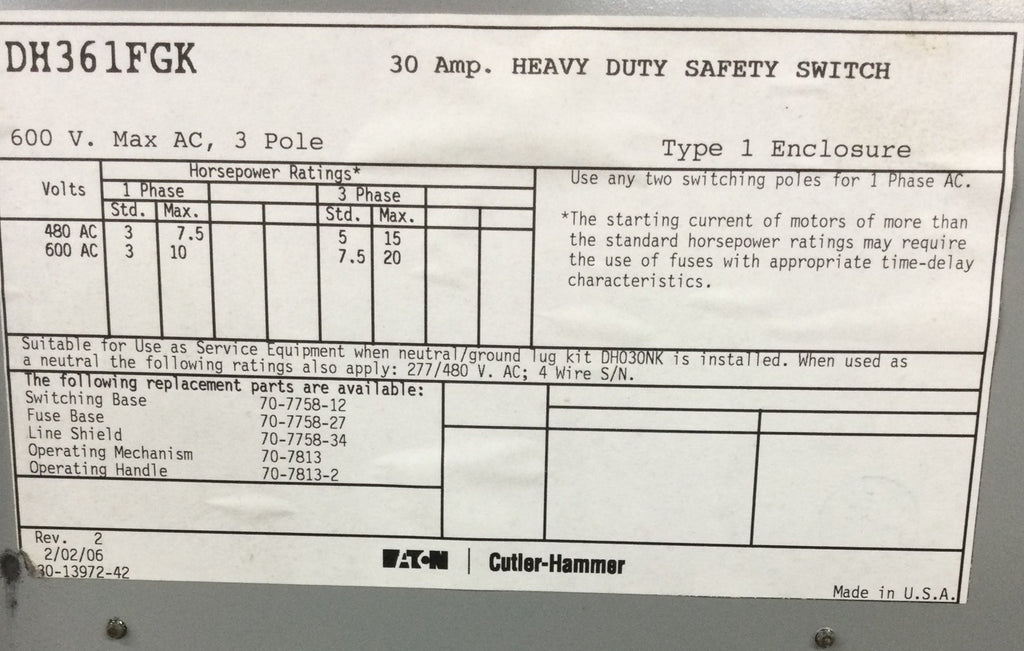 DH361FGK
30 Amp. HEAVY DUTY SAFETY SWITCH
600 V. Max AC, 3 Pole
Type 1 Enclosure
Volts
Horsepower Ratings*
1 Phase 3 Phase
Std. Max. Std. Max.
480 AC 3 7.5 5 15
600 AC 3 10 7.5 20
Use any two switching poles for 1 Phase AC.
*The starting current of motors of more than
the standard horsepower ratings may require
the use of fuses with appropriate time-delay
characteristics.
Suitable for Use as Service Equipment when neutral/ground lug kit DH030NK is installed. When used as
a neutral the following ratings also apply: 277/480 V. AC; 4 Wire S/N.
The following replacement parts are available:
Switching Base 70-7758-12
Fuse Base 70-7758-27
Line Shield 70-7758-34
Operating Mechanism 70-7813
Operating Handle 70-7813-2
Rev. 2
2/02/06
30-13972-42
EATON | Cutler-Hammer
Made in U.S.A.